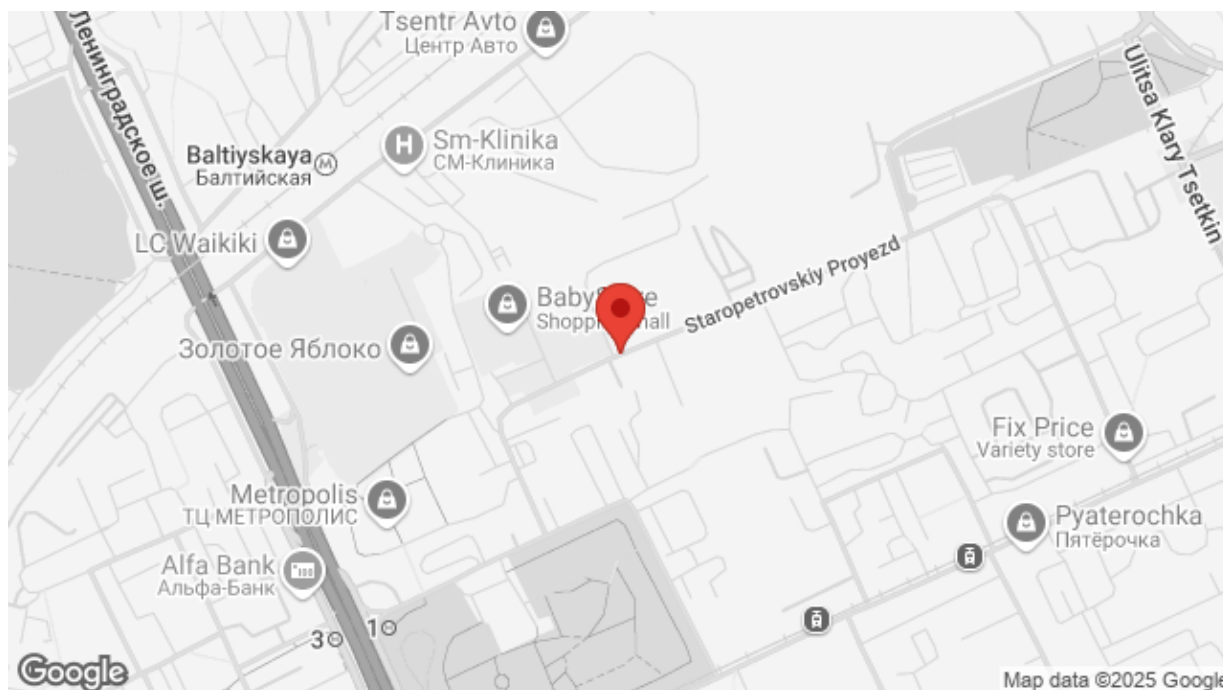 Tsentr Avto
Центр Авто
Ленинградское ш.
Ulitsa Klary Tsetkin
Sm-Klinika
СМ-Клиника
Baltiyskaya
Балтийская
LC Waikiki
Staropetrovskiy Proyezd
Золотое Яблоко
Fix Price
Variety store
Metropolis
ТЦ МЕТРОПОЛИС
Pyaterochka
Пятёрочка
Alfa Bank
Альфа-Банк
3
1
Google
Map data ©2025 Google